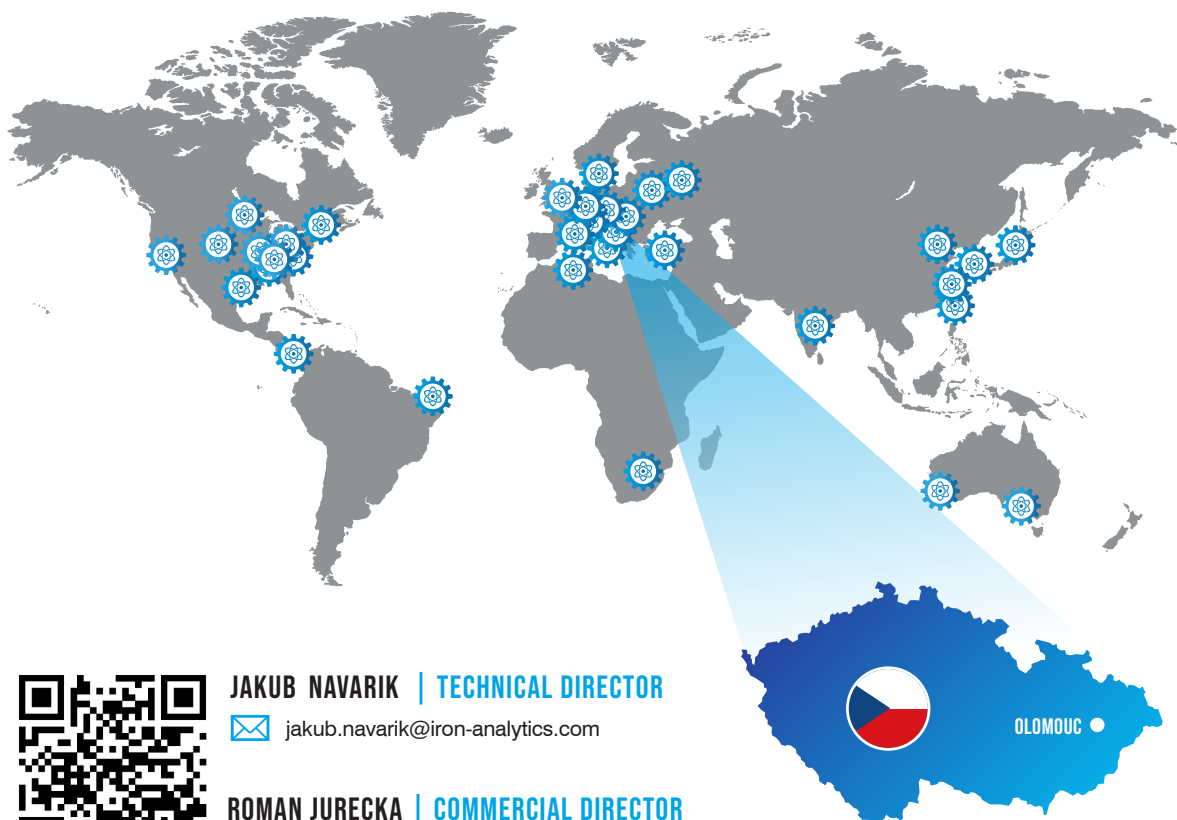 JAKUB NAVARIK | TECHNICAL DIRECTOR
jakub.navarik@iron-analytics.com
OLOMOUC
ROMAN JURECKA | COMMERCIAL DIRECTOR